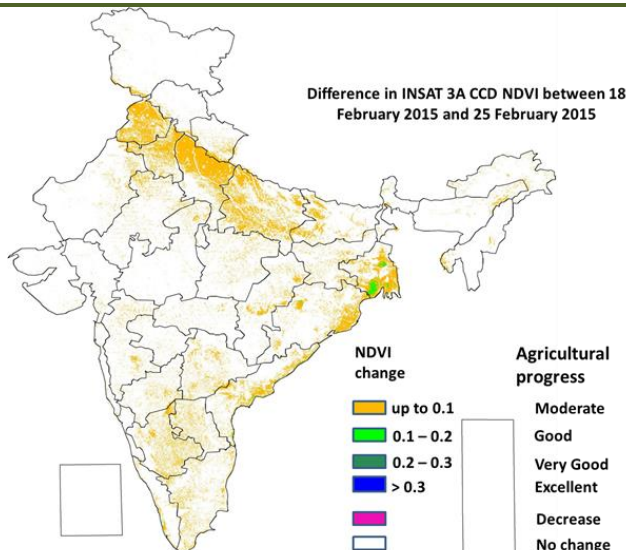 Difference in INSAT 3A CCD NDVI between 18
February 2015 and 25 February 2015
NDVI
change
Agricultural
progress
up to 0.1 Moderate
0.1 – 0.2 Good
0.2 – 0.3 Very Good
> 0.3 Excellent
Decrease
No change